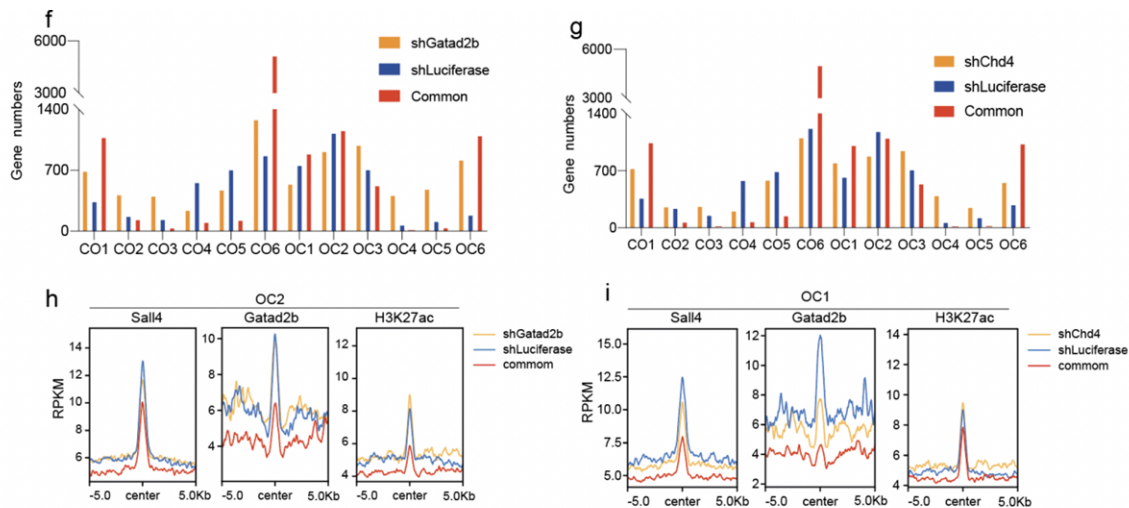 f
6000
3000
1400
700
0
Gene numbers
shGatad2b
shLuciferase
Common
CO1 CO2 CO3 CO4 CO5 CO6 OC1 OC2 OC3 OC4 OC5 OC6
g
6000
3000
1400
700
0
Gene numbers
shChd4
shLuciferase
Common
CO1 CO2 CO3 CO4 CO5 CO6 OC1 OC2 OC3 OC4 OC5 OC6
h
OC2
Sall4 Gatad2b H3K27ac
RPKM
14
12
10
8
6
10
8
6
4
12
10
8
6
4
-5.0 center 5.0Kb
-5.0 center 5.0Kb
-5.0 center 5.0Kb
shGatad2b
shLuciferase
commom
i
OC1
Sall4 Gatad2b H3K27ac
RPKM
15.0
12.5
10.0
7.5
5.0
12
10
8
6
4
2
14
12
10
8
6
4
-5.0 center 5.0Kb
-5.0 center 5.0Kb
-5.0 center 5.0Kb
shChd4
shLuciferase
commom